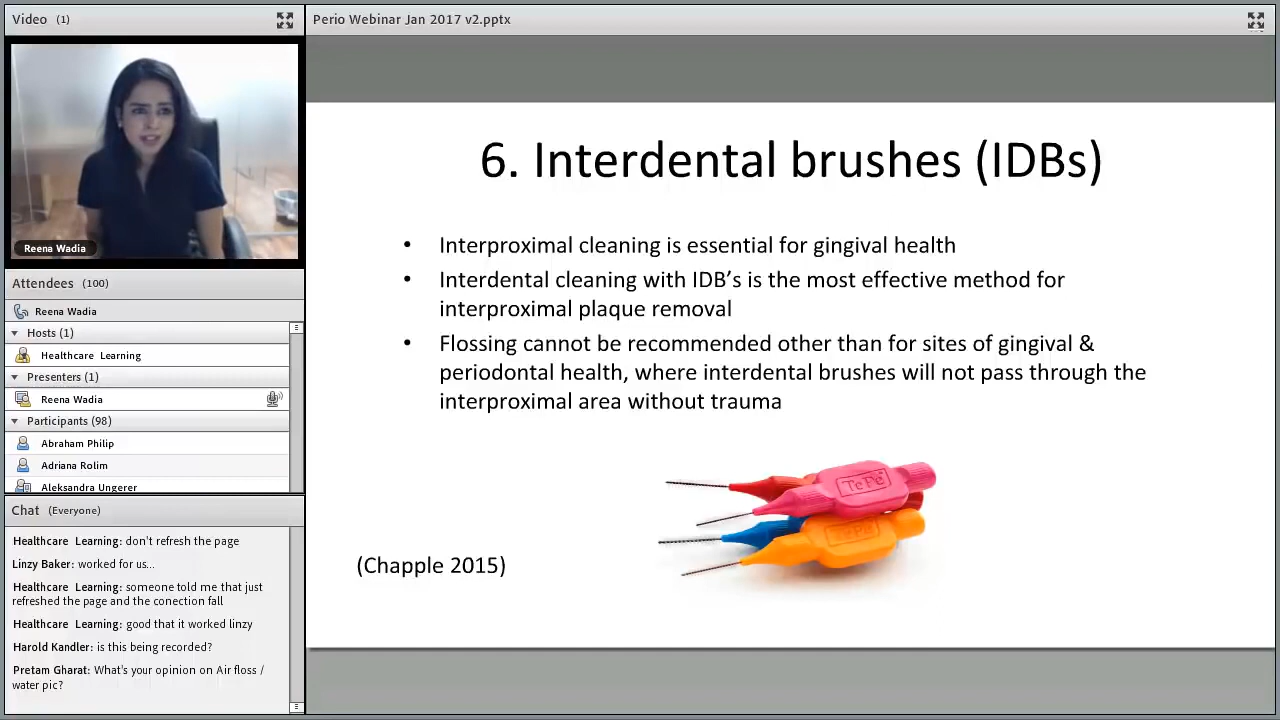 Video (1)
Reena Wadia
Attendees (100)
Reena Wadia
Hosts (1)
Healthcare Learning
Presenters (1)
Reena Wadia
Participants (98)
Abraham Philip
Adriana Rolim
Aleksandra Ungerer
Chat (Everyone)
Healthcare Learning: don't refresh the page
Linzy Baker: worked for us...
Healthcare Learning: someone told me that just
refreshed the page and the conection fall
Healthcare Learning: good that it worked linzy
Harold Kandler: is this being recorded?
Pretam Gharat: What's your opinion on Air floss /
water pic?
Perio Webinar Jan 2017 v2.pptx
6. Interdental brushes (IDBs)
• Interproximal cleaning is essential for gingival health
• Interdental cleaning with IDB's is the most effective method for
interproximal plaque removal
• Flossing cannot be recommended other than for sites of gingival &
periodontal health, where interdental brushes will not pass through the
interproximal area without trauma
TePe
TePe
(Chapple 2015)